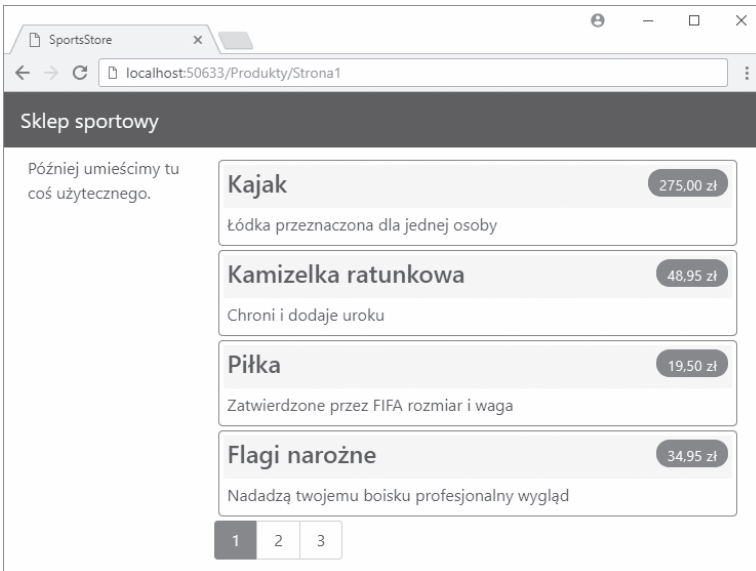 SportsStore
localhost:50633/Produkty/Strona1
Sklep sportowy
Później umieścimy tu
coś użytecznego.
Kajak
275,00 zł
Łódka przeznaczona dla jednej osoby
Kamizelka ratunkowa
48,95 zł
Chroni i dodaje uroku
Piłka
19,50 zł
Zatwierdzone przez FIFA rozmiar i waga
Flagi narożne
34,95 zł
Nadadzą twojemu boisku profesjonalny wygląd
1 2 3